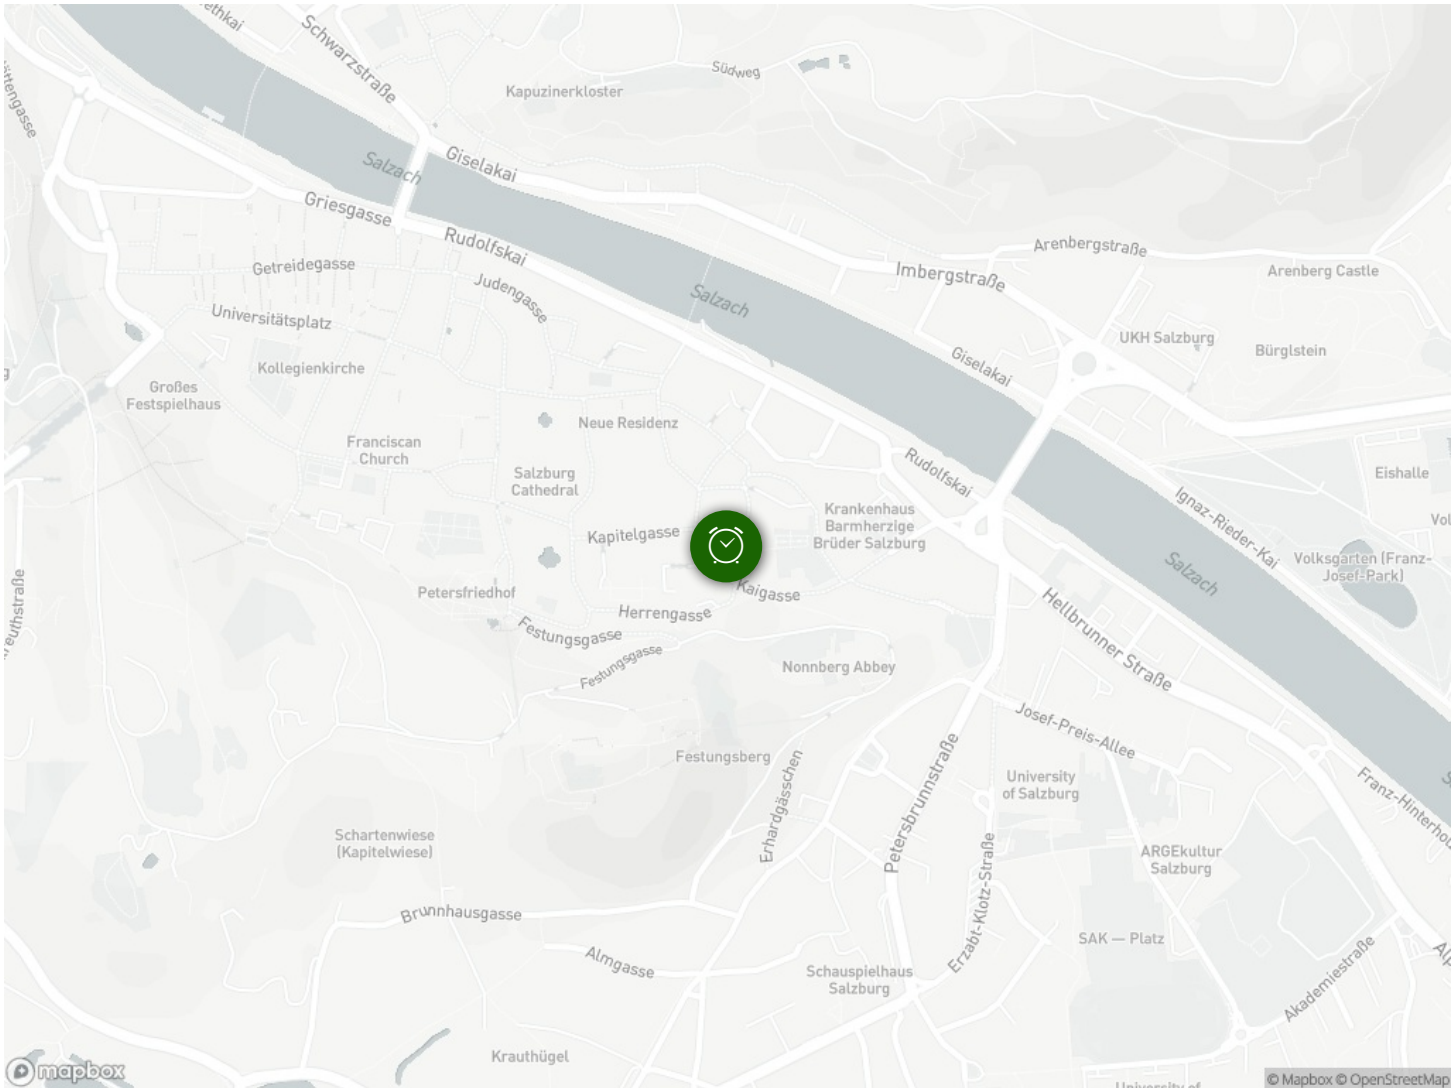 Schwarzstraße
Südweg
Kapuzinerkloster
Salzach
Giselakai
Griesgasse
Rudolfskai
Arenbergstraße
Getreidegasse
Imbergstraße
Arenberg Castle
Judengasse
Salzach
Universitätsplatz
UKH Salzburg
Bürglstein
Giselakai
Kollegienkirche
Großes
Festspielhaus
Neue Residenz
Franciscan
Church
Salzburg
Cathedral
Rudolfskai
Eishalle
Krankenhaus
Barmherzige
Brüder Salzburg
Ignaz-Rieder-Kai
Kapitelgasse
Volksgarten (Franz-
Josef-Park)
Salzach
Petersfriedhof
Kaigasse
Herrengasse
Hellbrunner Straße
Festungsgasse
Festungsgasse
Nonnberg Abbey
Josef-Preis-Allee
Festungsberg
Erhardgässchen
Petersbrunnstraße
University
of Salzburg
Schartenwiese
(Kapitelwiese)
ARGEkultur
Salzburg
Erzabt-Klotz-Straße
Brunnhausgasse
SAK — Platz
Almgasse
Schauspielhaus
Salzburg
Akademiestraße
Krauthügel
mapbox
© Mapbox © OpenStreetMap